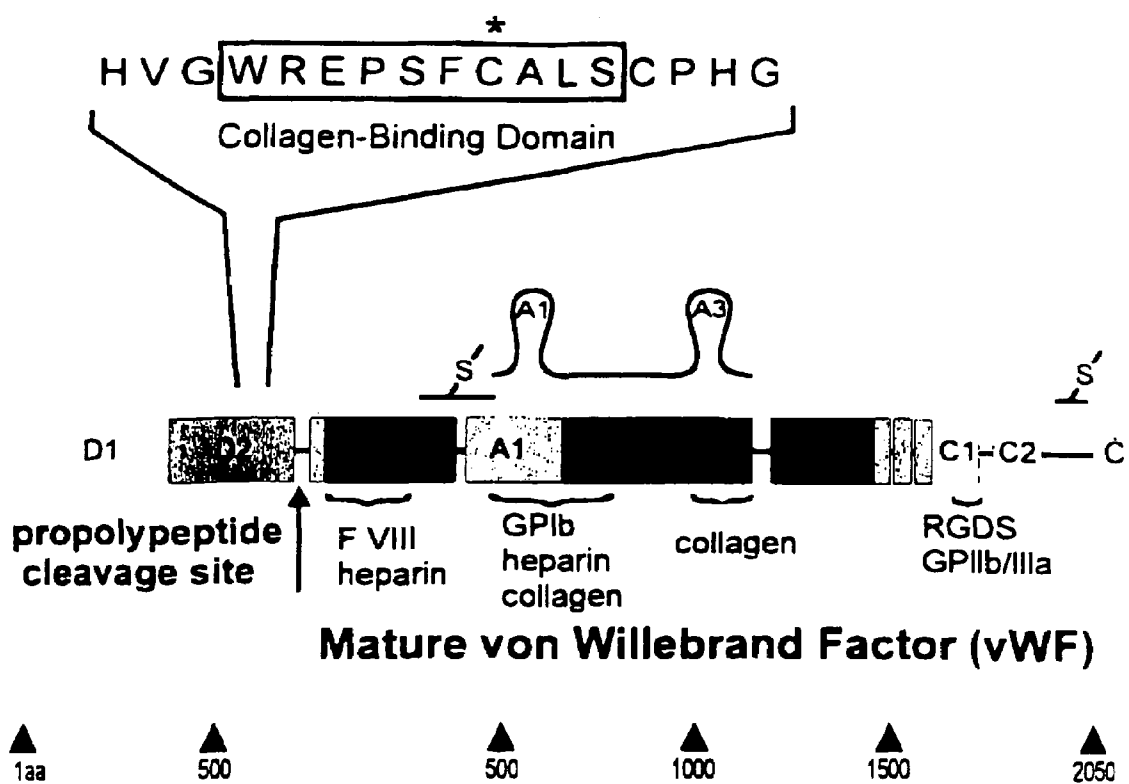 *
H V G W R E P S F C A L S C P H G
Collagen-Binding Domain
A1 A3
S S
D1 D2 A1 C1 C2 C
propolypeptide
cleavage site
F VIII
heparin
GPIb
heparin
collagen
collagen
RGDS
GPIIb/IIIa
Mature von Willebrand Factor (vWF)
1aa 500 500 1000 1500 2050